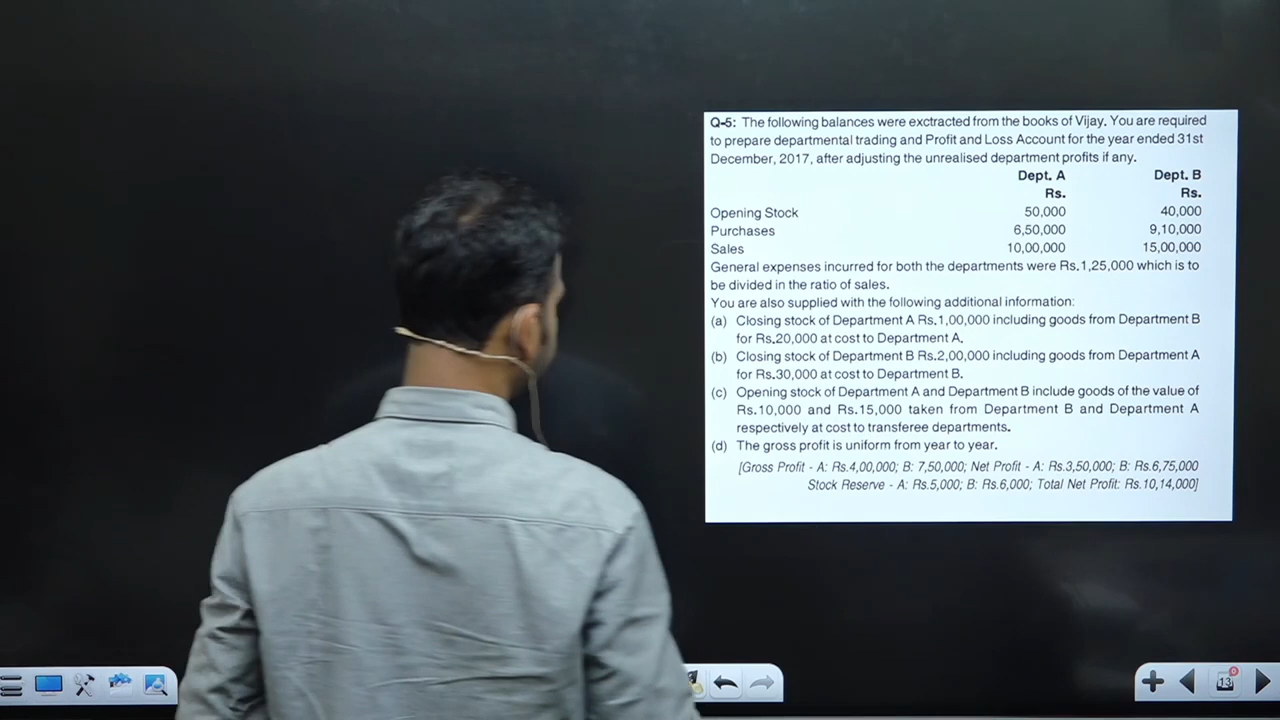 Q-5: The following balances were exctracted from the books of Vijay. You are required
to prepare departmental trading and Profit and Loss Account for the year ended 31st
December, 2017, after adjusting the unrealised department profits if any.
Dept. A Dept. B
Rs. Rs.
Opening Stock 50,000 40,000
Purchases 6,50,000 9,10,000
Sales 10,00,000 15,00,000
General expenses incurred for both the departments were Rs.1,25,000 which is to
be divided in the ratio of sales.
You are also supplied with the following additional information:
(a) Closing stock of Department A Rs.1,00,000 including goods from Department B
for Rs.20,000 at cost to Department A.
(b) Closing stock of Department B Rs.2,00,000 including goods from Department A
for Rs.30,000 at cost to Department B.
(c) Opening stock of Department A and Department B include goods of the value of
Rs.10,000 and Rs.15,000 taken from Department B and Department A
respectively at cost to transferee departments.
(d) The gross profit is uniform from year to year.
[Gross Profit - A: Rs.4,00,000; B: 7,50,000; Net Profit - A: Rs.3,50,000; B: Rs.6,75,000
Stock Reserve - A: Rs.5,000; B: Rs.6,000; Total Net Profit: Rs.10,14,000]
13